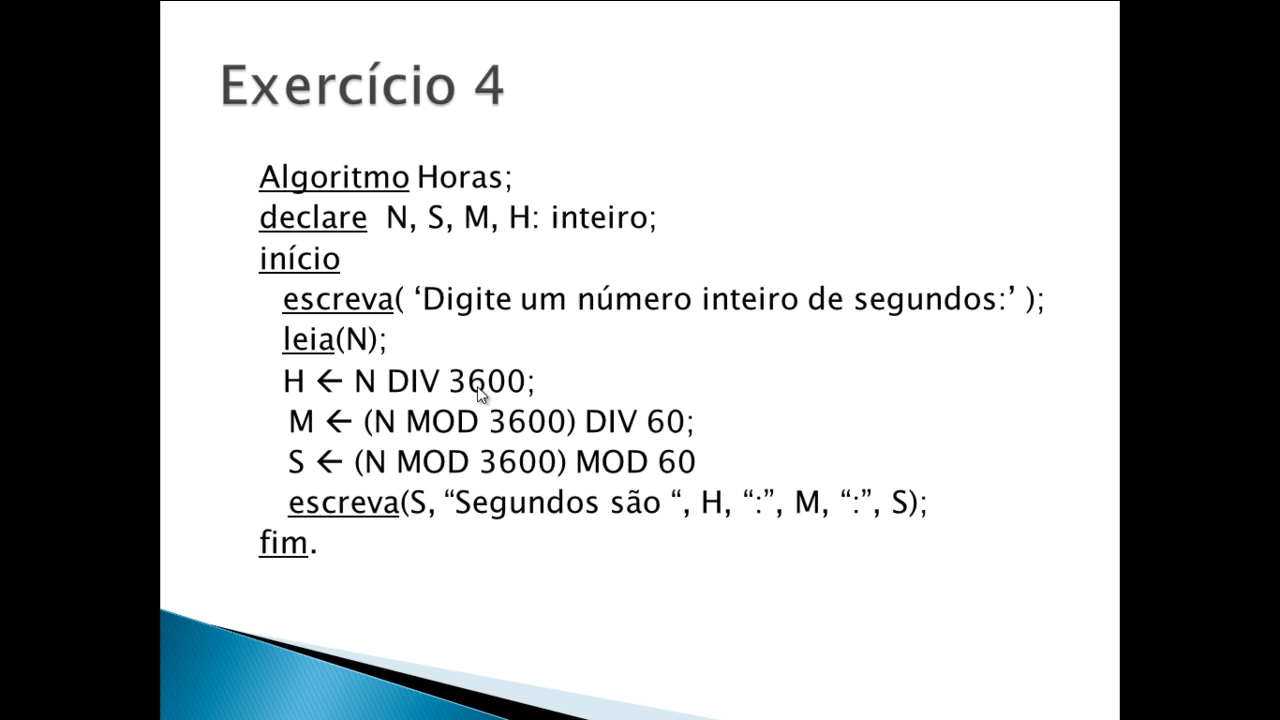 Exercício 4
Algoritmo Horas;
declare N, S, M, H: inteiro;
início
escreva( ‘Digite um número inteiro de segundos:’ );
leia(N);
H ← N DIV 3600;
M ← (N MOD 3600) DIV 60;
S ← (N MOD 3600) MOD 60
escreva(S, “Segundos são “, H, “:”, M, “:”, S);
fim.